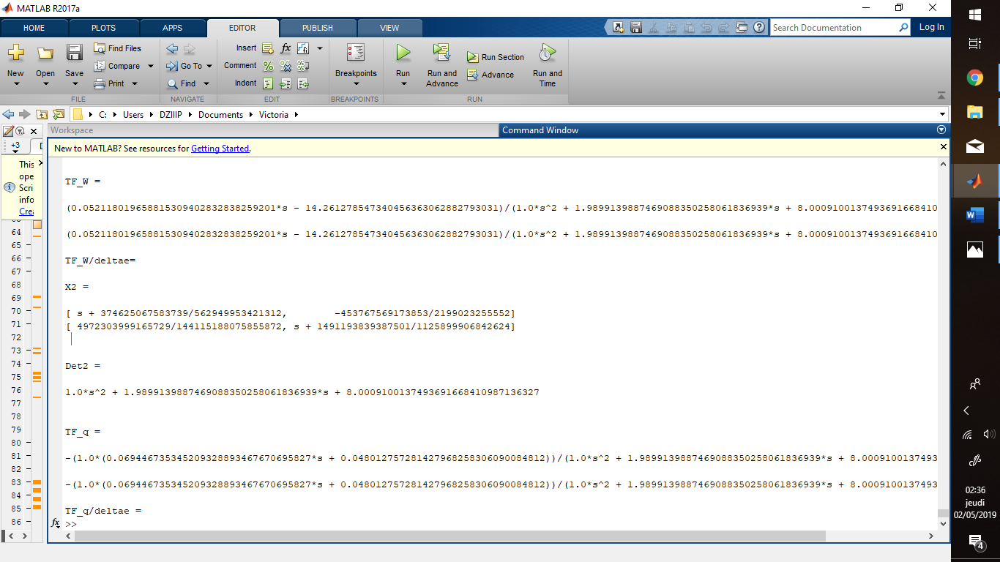 MATLAB R2017a
HOME PLOTS APPS EDITOR PUBLISH VIEW
Search Documentation
Log In
New Open Save
Find Files
Compare
Print
FILE
Go To
Find
NAVIGATE
Insert
Comment
Indent
EDIT
Breakpoints
BREAKPOINTS
Run
Run and Advance
Run Section
Advance
Run and Time
RUN
C: Users DZIIIP Documents Victoria
Workspace
Command Window
+3
New to MATLAB? See resources for Getting Started.
This
ope
Scri
info
Crea
64
65
66
67
68
69
70
71
72
73
74
75
76
77
78
79
80
81
82
83
84
85
86
TF_W =
(0.052118019658815309402832838259201*s - 14.261278547340456363062882793031)/(1.0*s^2 + 1.9899139887469088350258061836939*s + 8.000910013749369166841O
(0.052118019658815309402832838259201*s - 14.261278547340456363062882793031)/(1.0*s^2 + 1.9899139887469088350258061836939*s + 8.0009100137493691668410
TF_W/deltae=
X2 =
[ s + 374625067583739/562949953421312, -453767569173853/2199023255552]
[ 4972303999165729/144115188075855872, s + 1491193839387501/1125899906842624]
Det2 =
1.0*s^2 + 1.9899139887469088350258061836939*s + 8.0009100137493691668410987136327
TF_q =
-(1.0*(0.069446735345209328893467670695827*s + 0.048012757281427968258306090084812))/(1.0*s^2 + 1.9899139887469088350258061836939*s + 8.0009100137493
-(1.0*(0.069446735345209328893467670695827*s + 0.048012757281427968258306090084812))/(1.0*s^2 + 1.9899139887469088350258061836939*s + 8.0009100137493
TF_q/deltae =
fx >>
02:36
jeudi
02/05/2019
4